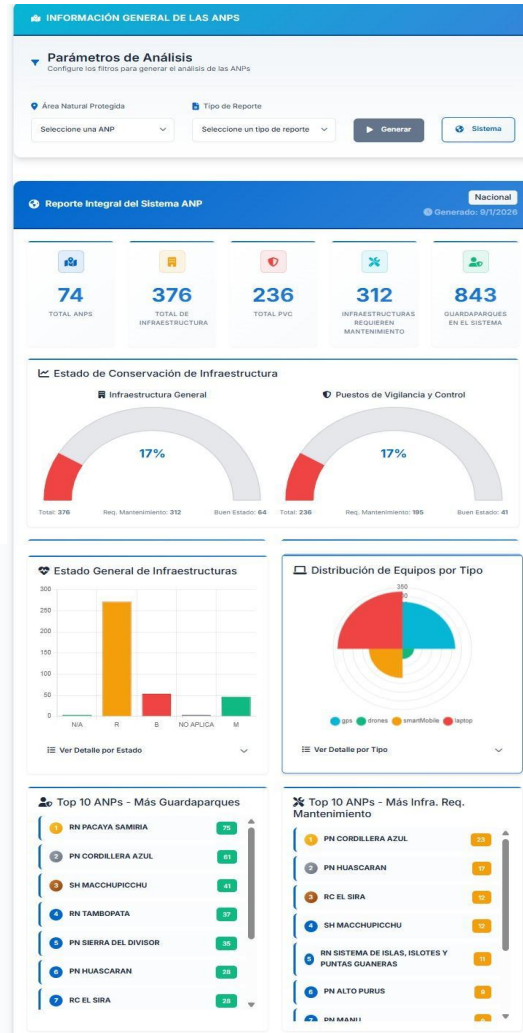 INFORMACIÓN GENERAL DE LAS ANPS
Parámetros de Análisis
Configure los filtros para generar el análisis de las ANPs
Área Natural Protegida
Tipo de Reporte
Seleccione una ANP
Seleccione un tipo de reporte
Generar
Sistema
Reporte Integral del Sistema ANP
Nacional
Generado: 9/1/2026
74
TOTAL ANPS
376
TOTAL DE
INFRAESTRUCTURA
236
TOTAL PVC
312
INFRAESTRUCTURAS
REQUIEREN
MANTENIMIENTO
843
GUARDAPARQUES
EN EL SISTEMA
Estado de Conservación de Infraestructura
Infraestructura General
17%
Total: 376
Req. Mantenimiento: 312
Buen Estado: 64
Puestos de Vigilancia y Control
17%
Total: 236
Req. Mantenimiento: 195
Buen Estado: 41
Estado General de Infraestructuras
300
250
200
150
100
50
0
N/A
R
B
NO APLICA
M
Ver Detalle por Estado
Distribución de Equipos por Tipo
350
gps
drones
smartMobile
laptop
Ver Detalle por Tipo
Top 10 ANPs - Más Guardaparques
1 RN PACAYA SAMIRIA 75
2 PN CORDILLERA AZUL 61
3 SH MACCHUPICCHU 41
4 RN TAMBOPATA 37
5 PN SIERRA DEL DIVISOR 35
6 PN HUASCARAN 28
7 RC EL SIRA 28
Top 10 ANPs - Más Infra. Req.
Mantenimiento
1 PN CORDILLERA AZUL 23
2 PN HUASCARAN 17
3 RC EL SIRA 12
4 SH MACCHUPICCHU 12
5 RN SISTEMA DE ISLAS, ISLOTES Y
PUNTAS GUANERAS 11
6 PN ALTO PURUS 9
7 PN MANU